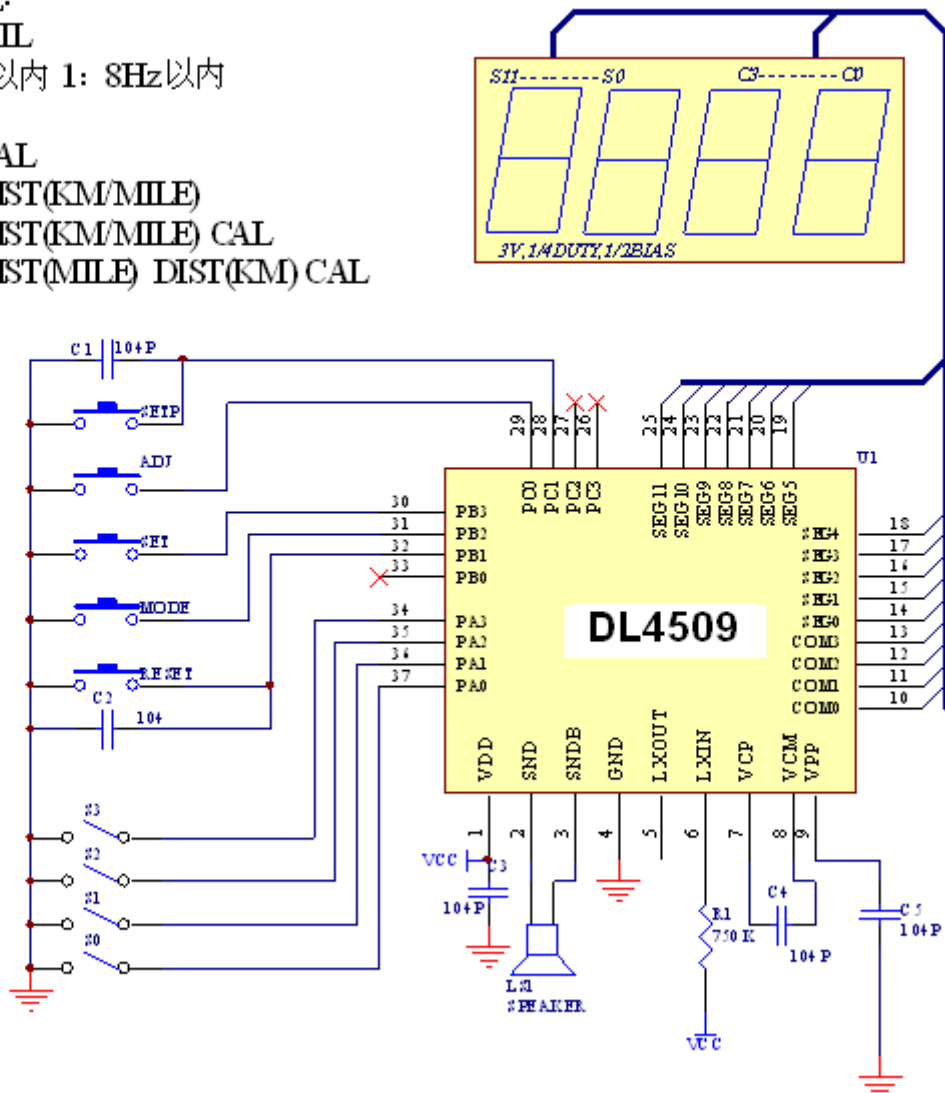 IL
以内 1: 8Hz以内
AL
IST(KM/MILE)
IST(KM/MILE) CAL
IST(MILE) DIST(KM) CAL
S11---------S0
C3--------C0
3V,1/4DUTY,1/2BIAS
C1
104P
SETP
ADJ
SET
MODE
RESET
C2
104
S3
S2
S1
S0
29
28
27
26
25
24
23
22
21
20
19
U1
PC0
PC1
PC2
PC3
SEG11
SEG10
SEG9
SEG8
SEG7
SEG6
SEG5
30
PB3
31
PB2
32
PB1
33
PB0
34
PA3
35
PA2
36
PA1
37
PA0
DL4509
SEG4
18
SEG3
17
SEG2
16
SEG1
15
SEG0
14
COM3
13
COM2
12
COM1
11
COM0
10
VDD
SND
SNDB
GND
LXOUT
LXIN
VCP
VCM
VPP
1
2
3
4
5
6
7
8
9
VCC
C3
104P
LS1
SPEAKER
R1
750K
VCC
C4
104P
C5
104P